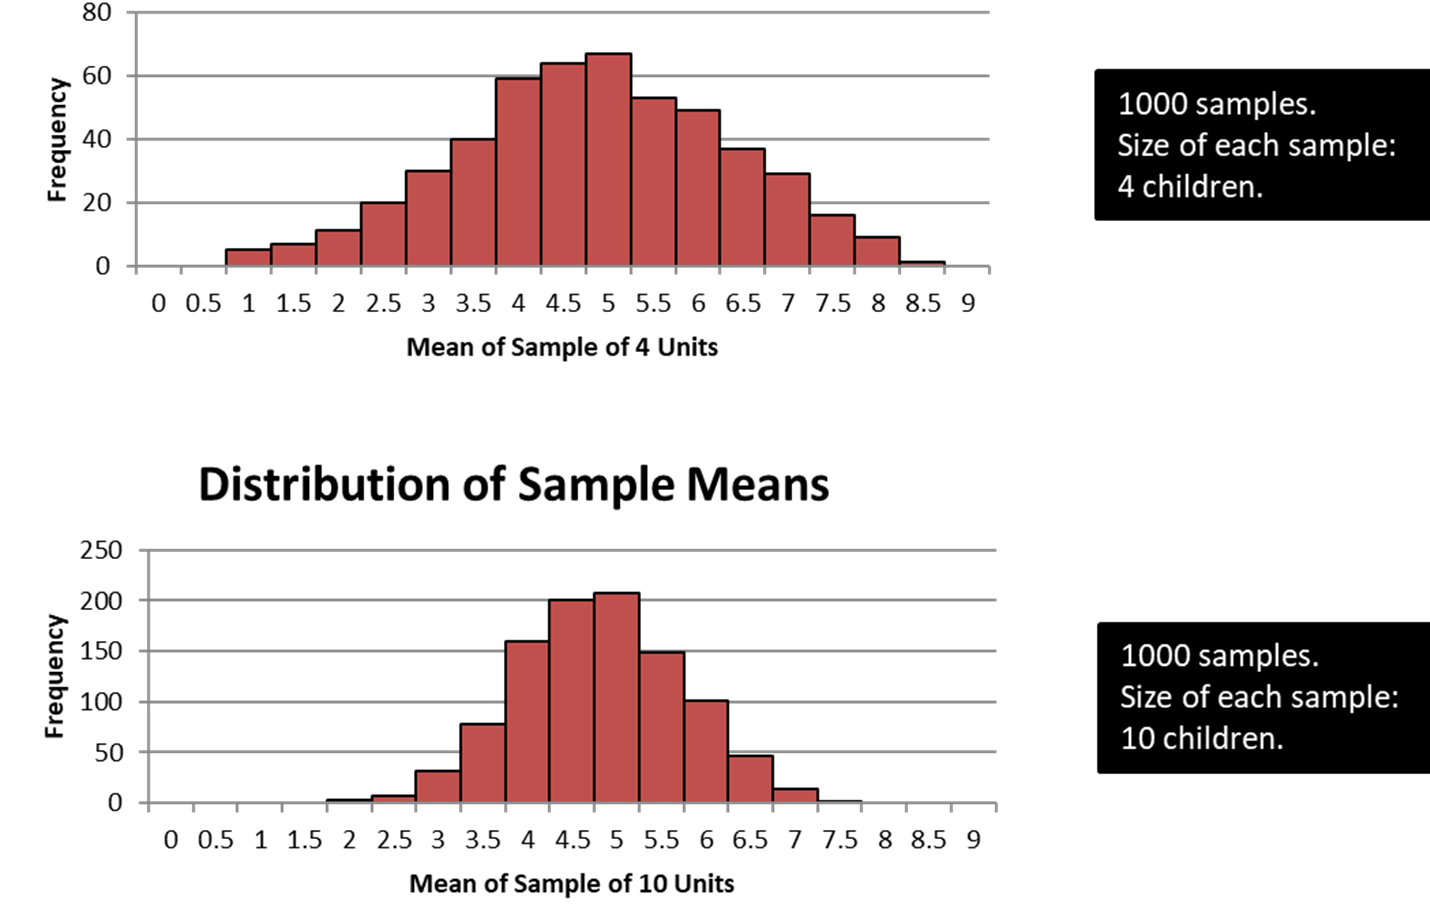 80
60
40
20
0
Frequency
0 0.5 1 1.5 2 2.5 3 3.5 4 4.5 5 5.5 6 6.5 7 7.5 8 8.5 9
Mean of Sample of 4 Units
1000 samples.
Size of each sample:
4 children.
Distribution of Sample Means
250
200
150
100
50
0
Frequency
0 0.5 1 1.5 2 2.5 3 3.5 4 4.5 5 5.5 6 6.5 7 7.5 8 8.5 9
Mean of Sample of 10 Units
1000 samples.
Size of each sample:
10 children.